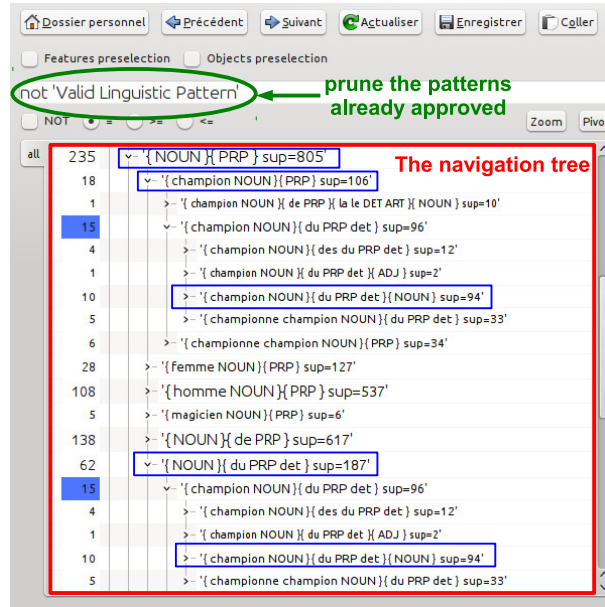 Dossier personnel Précédent Suivant Actualiser Enregistrer Coller
Features preselection Objects preselection
not 'Valid Linguistic Pattern'
prune the patterns
already approved
NOT = >= <= Zoom Pivo
all
The navigation tree
235 '{ NOUN }{ PRP } sup=805'
18 '{ champion NOUN }{ PRP } sup=106'
1 '{ champion NOUN }{ de PRP }{ la le DET ART }{ NOUN } sup=10'
15 '{ champion NOUN }{ du PRP det } sup=96'
4 '{ champion NOUN }{ des du PRP det } sup=12'
1 '{ champion NOUN }{ du PRP det }{ ADJ } sup=2'
10 '{ champion NOUN }{ du PRP det }{ NOUN } sup=94'
5 '{ championne champion NOUN }{ du PRP det } sup=33'
6 '{ championne champion NOUN }{ PRP } sup=34'
28 '{ femme NOUN }{ PRP } sup=127'
108 '{ homme NOUN }{ PRP } sup=537'
5 '{ magicien NOUN }{ PRP } sup=6'
138 '{ NOUN }{ de PRP } sup=617'
62 '{ NOUN }{ du PRP det } sup=187'
15 '{ champion NOUN }{ du PRP det } sup=96'
4 '{ champion NOUN }{ des du PRP det } sup=12'
1 '{ champion NOUN }{ du PRP det }{ ADJ } sup=2'
10 '{ champion NOUN }{ du PRP det }{ NOUN } sup=94'
5 '{ championne champion NOUN }{ du PRP det } sup=33'